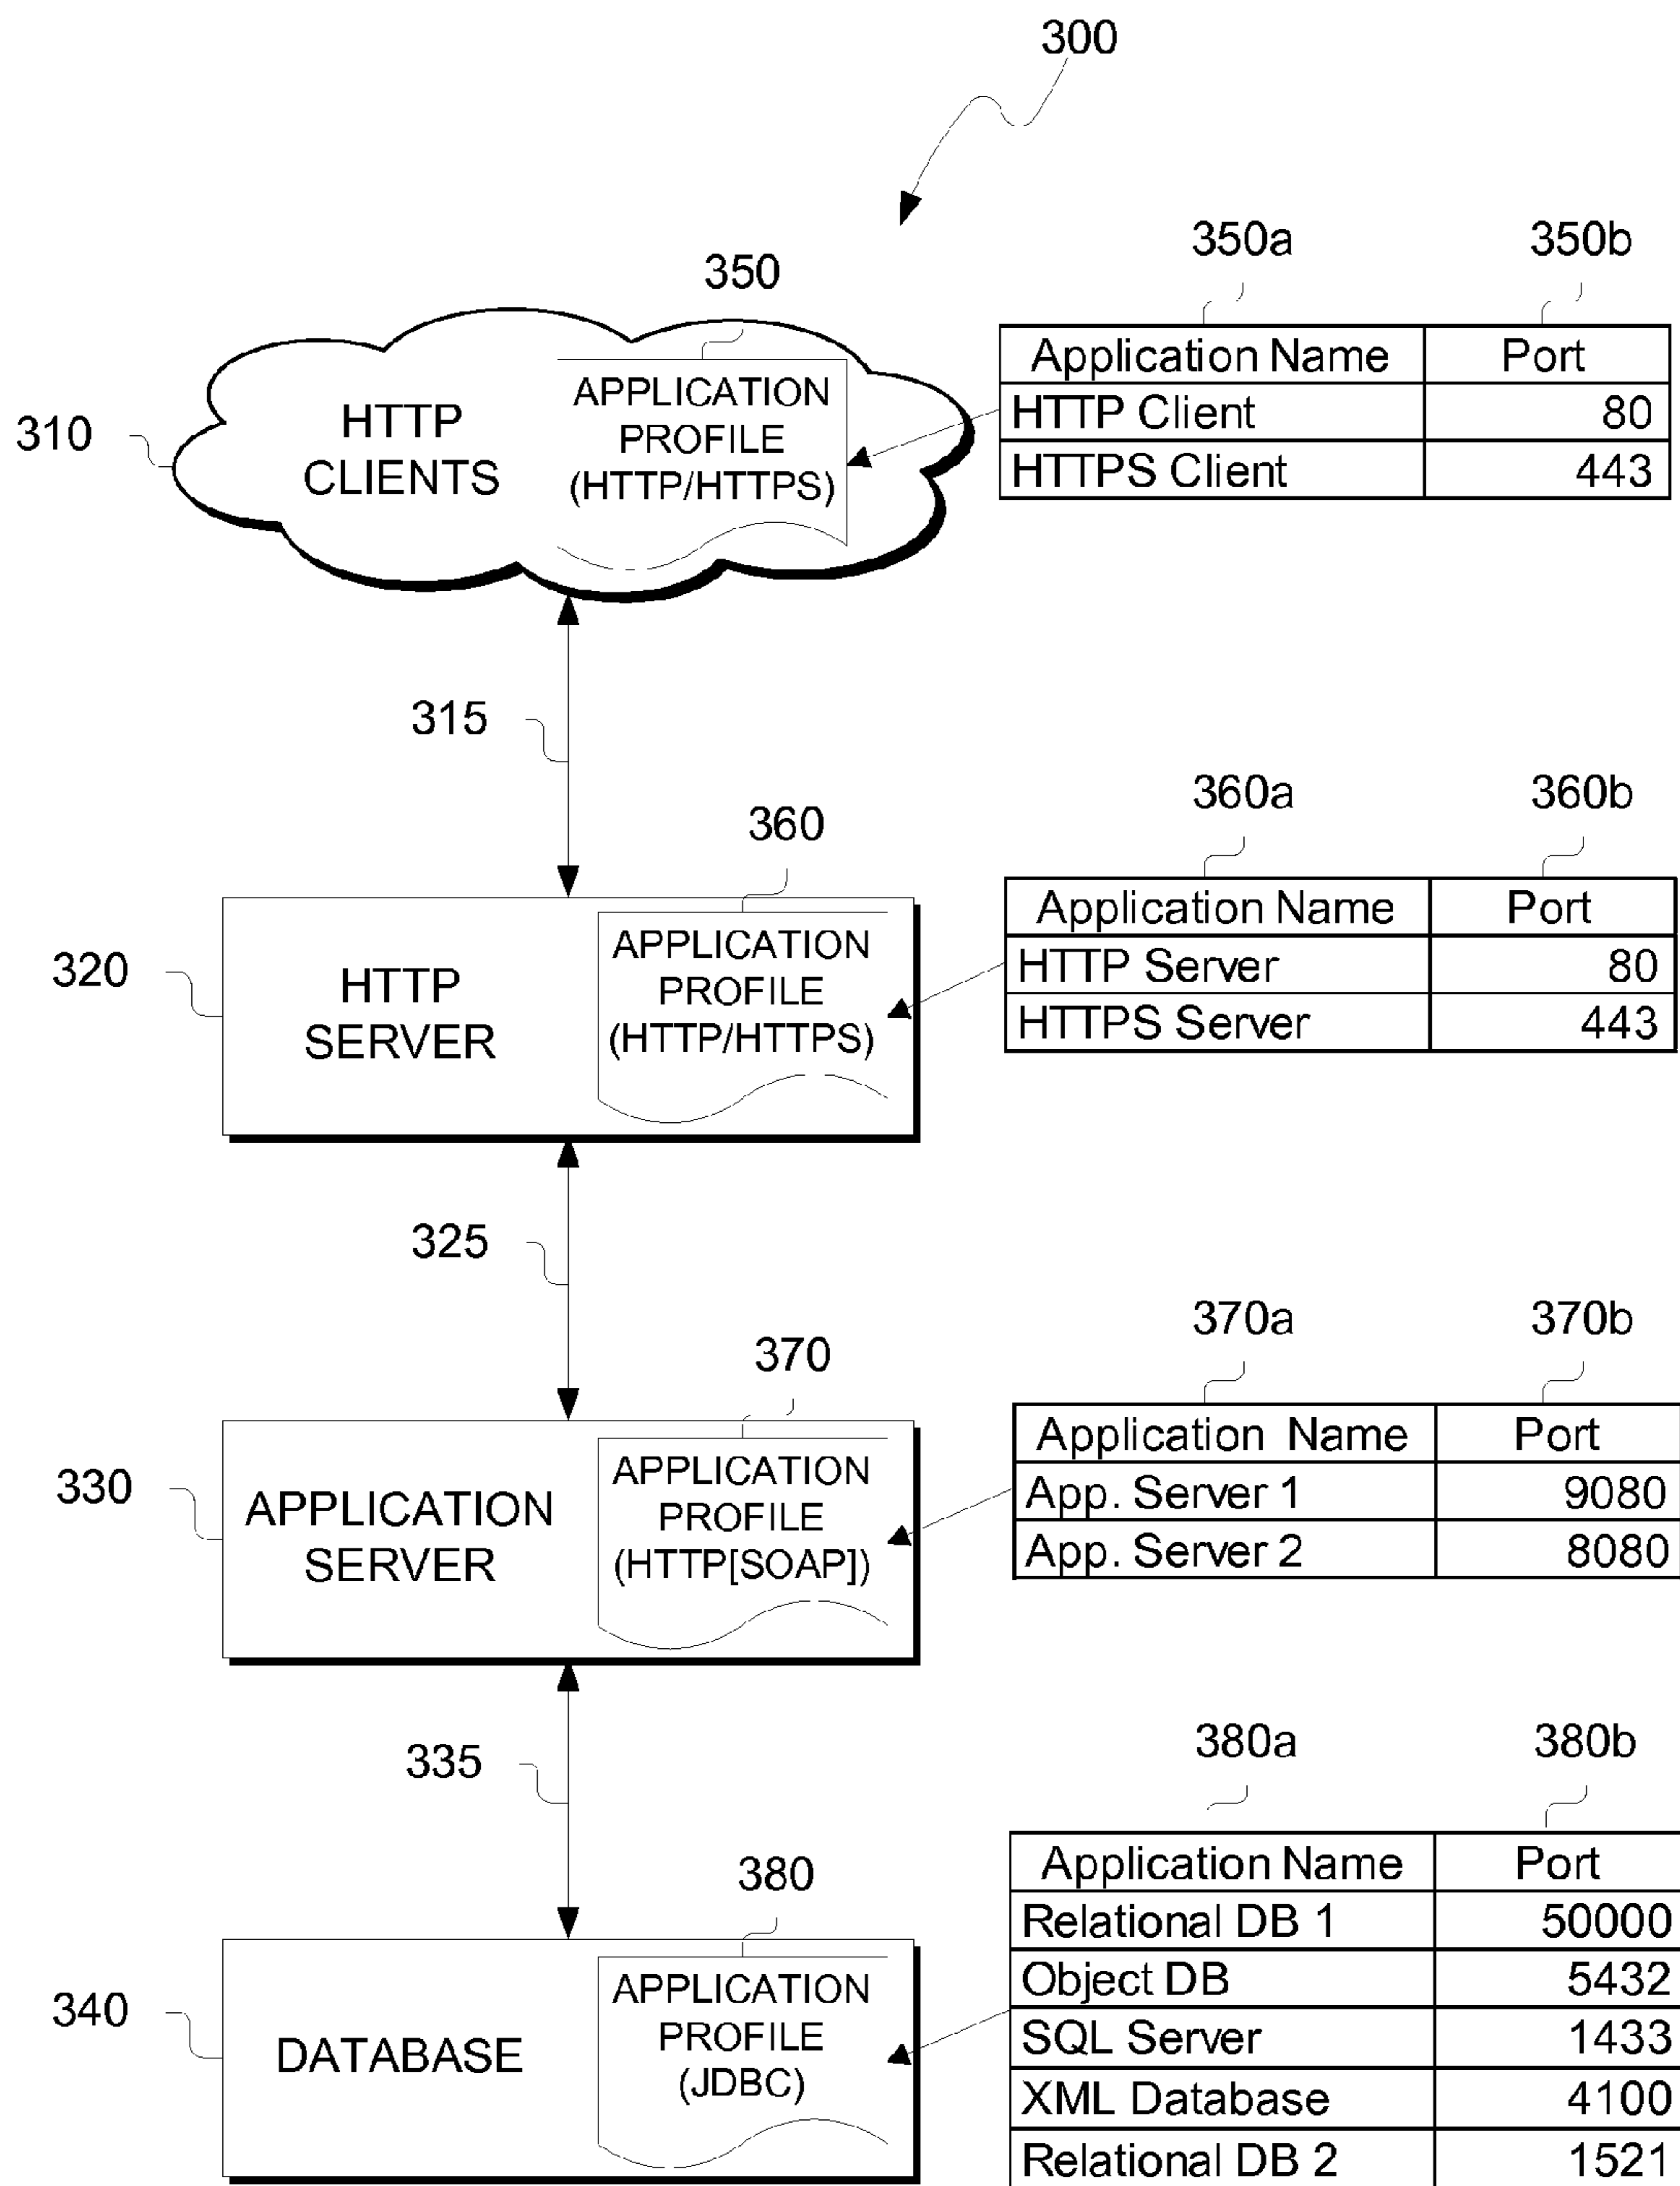 300
350a 350b
350
Application Name Port
HTTP Client 80
HTTPS Client 443
310
HTTP
CLIENTS
APPLICATION
PROFILE
(HTTP/HTTPS)
315
360a 360b
360
Application Name Port
HTTP Server 80
HTTPS Server 443
320
HTTP
SERVER
APPLICATION
PROFILE
(HTTP/HTTPS)
325
370a 370b
370
Application Name Port
App. Server 1 9080
App. Server 2 8080
330
APPLICATION
SERVER
APPLICATION
PROFILE
(HTTP[SOAP])
335
380a 380b
380
Application Name Port
Relational DB 1 50000
Object DB 5432
SQL Server 1433
XML Database 4100
Relational DB 2 1521
340
DATABASE
APPLICATION
PROFILE
(JDBC)